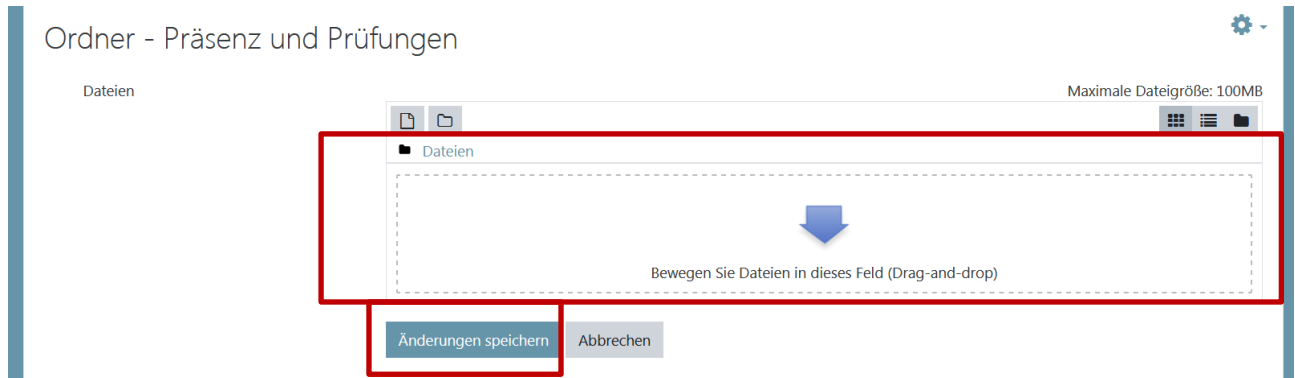 Ordner - Präsenz und Prüfungen
Dateien
Maximale Dateigröße: 100MB
Dateien
Bewegen Sie Dateien in dieses Feld (Drag-and-drop)
Änderungen speichern
Abbrechen